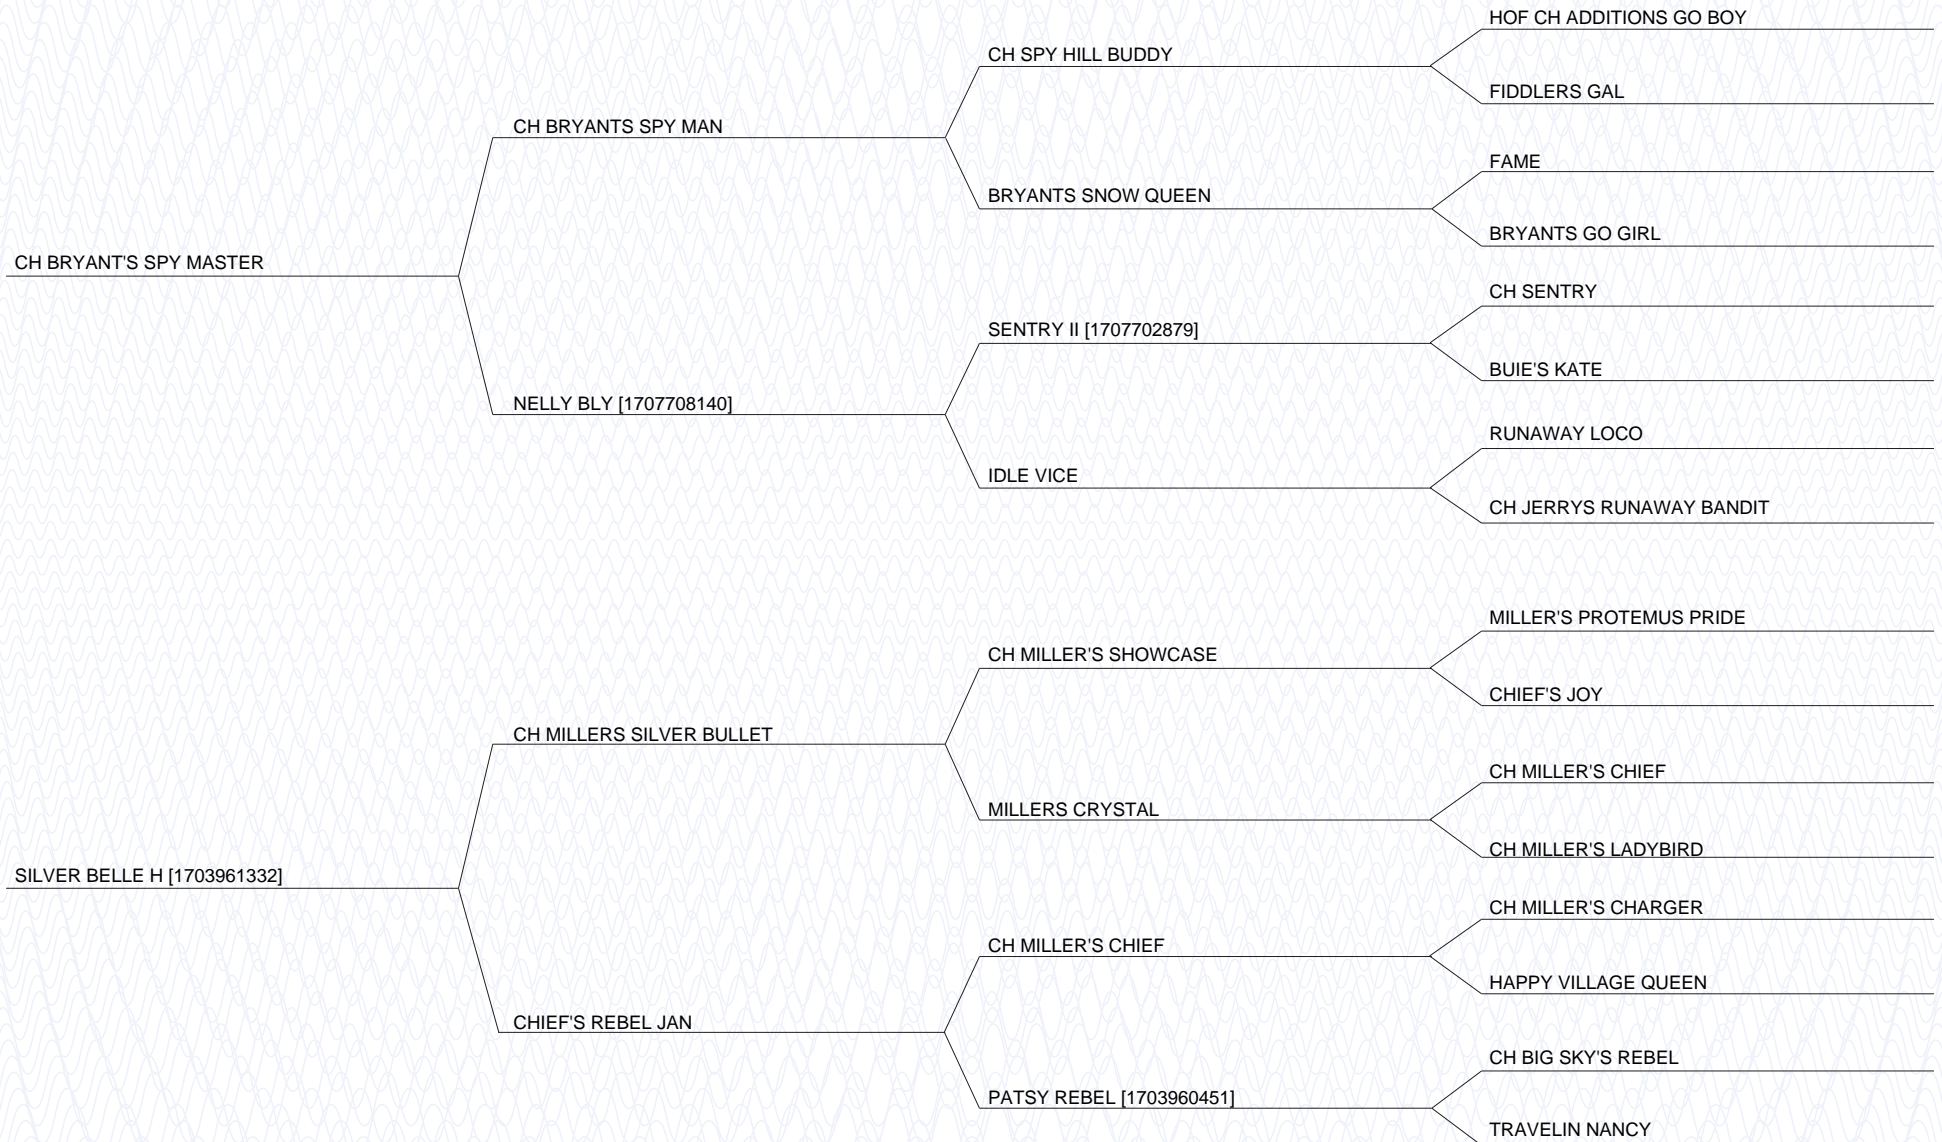 HOF CH ADDITIONS GO BOY
CH SPY HILL BUDDY
FIDDLERS GAL
CH BRYANTS SPY MAN
FAME
BRYANTS SNOW QUEEN
BRYANTS GO GIRL
CH BRYANT'S SPY MASTER
CH SENTRY
SENTRY II [1707702879]
BUIE'S KATE
NELLY BLY [1707708140]
RUNAWAY LOCO
IDLE VICE
CH JERRYS RUNAWAY BANDIT
MILLER'S PROTEMUS PRIDE
CH MILLER'S SHOWCASE
CHIEF'S JOY
CH MILLERS SILVER BULLET
CH MILLER'S CHIEF
MILLERS CRYSTAL
CH MILLER'S LADYBIRD
SILVER BELLE H [1703961332]
CH MILLER'S CHARGER
CH MILLER'S CHIEF
HAPPY VILLAGE QUEEN
CHIEF'S REBEL JAN
CH BIG SKY'S REBEL
PATSY REBEL [1703960451]
TRAVELIN NANCY